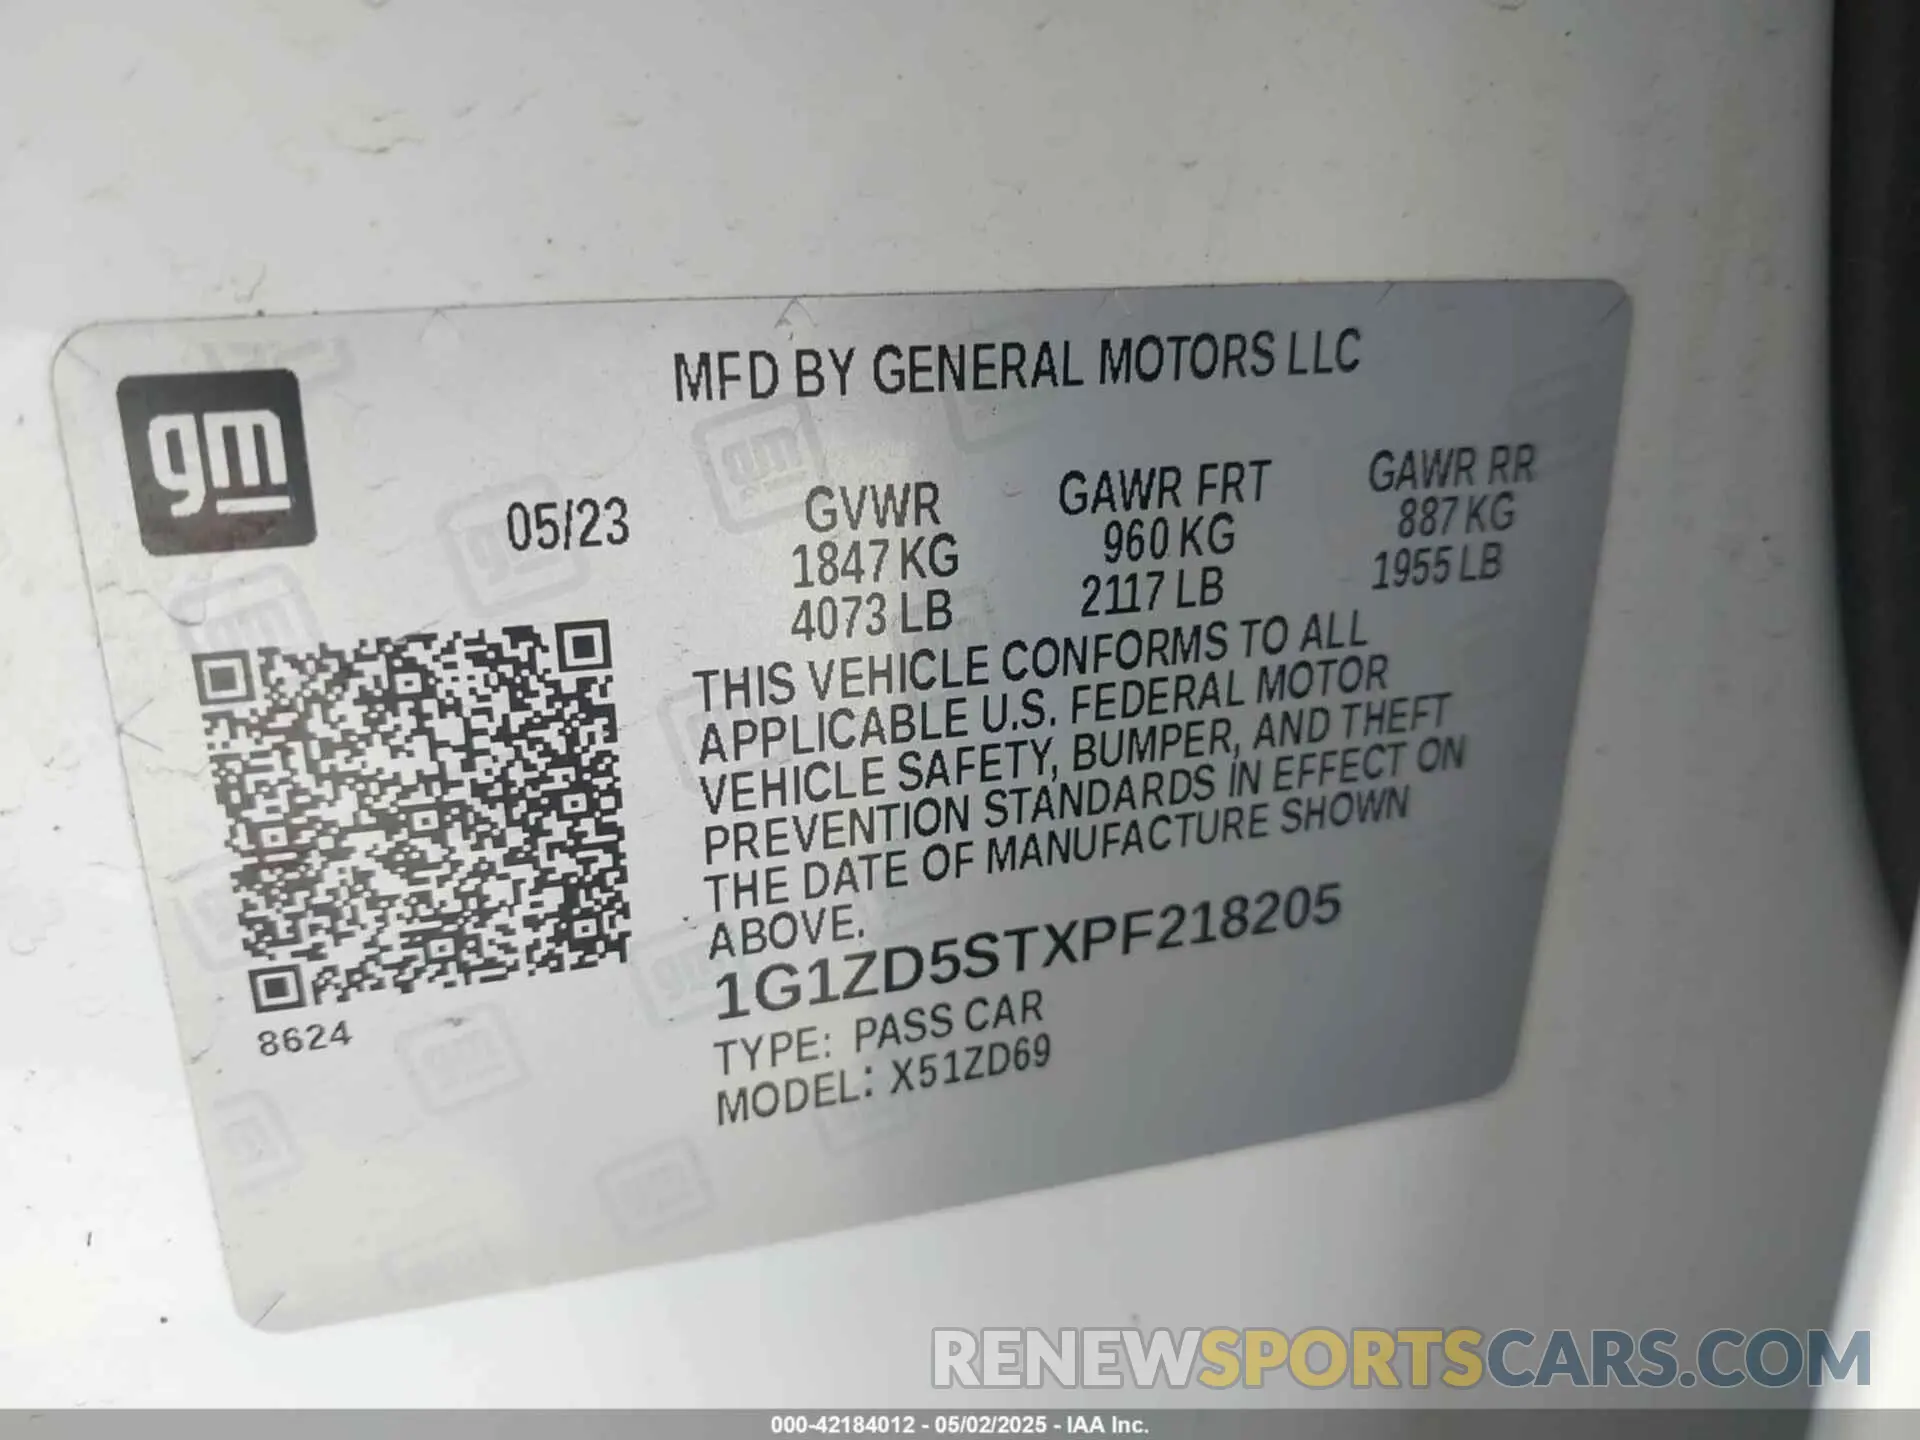 MFD BY GENERAL MOTORS LLC
gm
05/23
GVWR GAWR FRT GAWR RR
1847 KG 960 KG 887 KG
4073 LB 2117 LB 1955 LB
THIS VEHICLE CONFORMS TO ALL
APPLICABLE U.S. FEDERAL MOTOR
VEHICLE SAFETY, BUMPER, AND THEFT
PREVENTION STANDARDS IN EFFECT ON
THE DATE OF MANUFACTURE SHOWN
ABOVE.
1G1ZD5STXPF218205
8624
TYPE: PASS CAR
MODEL: X51ZD69
RENEWSPORTSCARS.COM
000-42184012 - 05/02/2025 - IAA Inc.